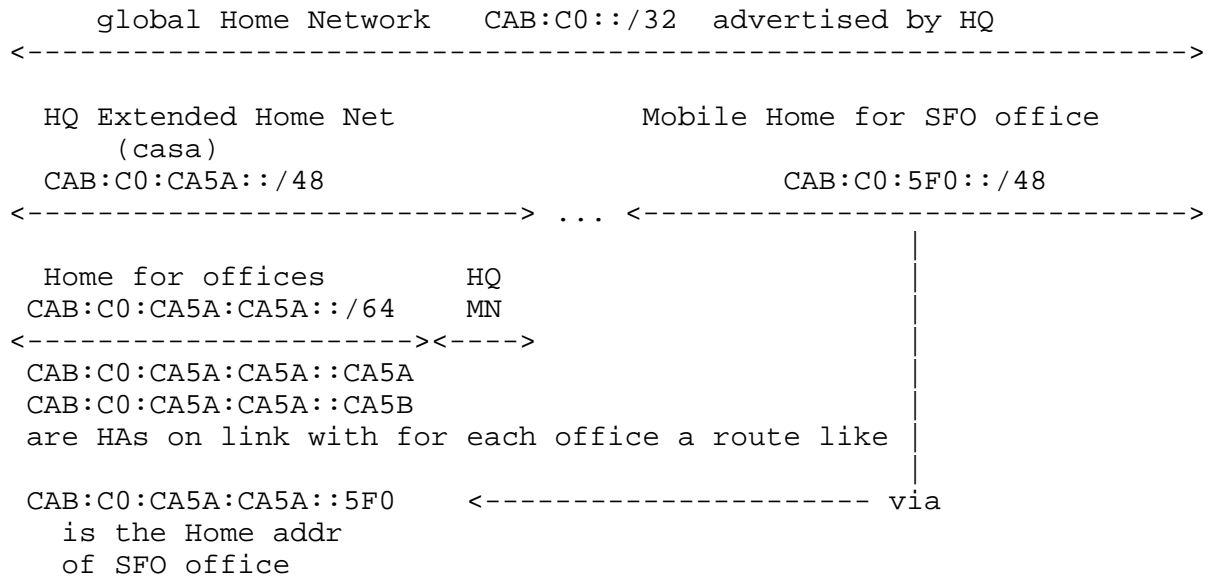 global Home Network CAB:C0::/32 advertised by HQ
<-------------------------------------------------------------------->
HQ Extended Home Net Mobile Home for SFO office
(casa)
CAB:C0:CA5A::/48 CAB:C0:5F0::/48
<----------------------------> ... <-------------------------------->
Home for offices HQ
CAB:C0:CA5A:CA5A::/64 MN
<-----------------------><---->
CAB:C0:CA5A:CA5A::CA5A
CAB:C0:CA5A:CA5A::CA5B
are HAs on link with for each office a route like
CAB:C0:CA5A:CA5A::5F0 <---------------------- via
is the Home addr
of SFO office